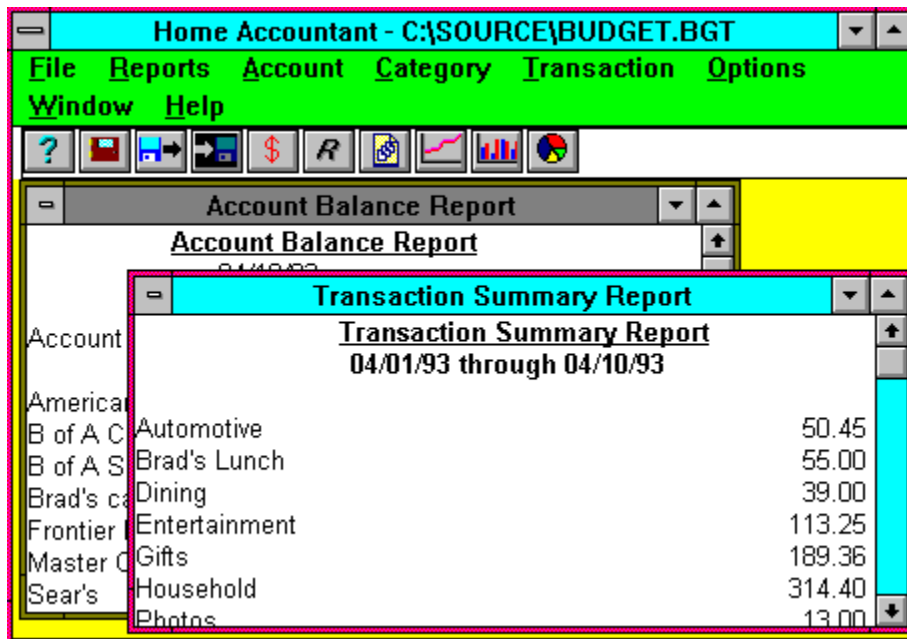 Home Accountant - C:\SOURCE\BUDGET.BGT
File Reports Account Category Transaction Options
Window Help
? $ R
Account Balance Report
Account Balance Report
Account
B of A
B of A
Brad's
Frontier
Master
Sear's
Transaction Summary Report
Transaction Summary Report
04/01/93 through 04/10/93
Automotive 50.45
Brad's Lunch 55.00
Dining 39.00
Entertainment 113.25
Gifts 189.36
Household 314.40
Photos 13.00